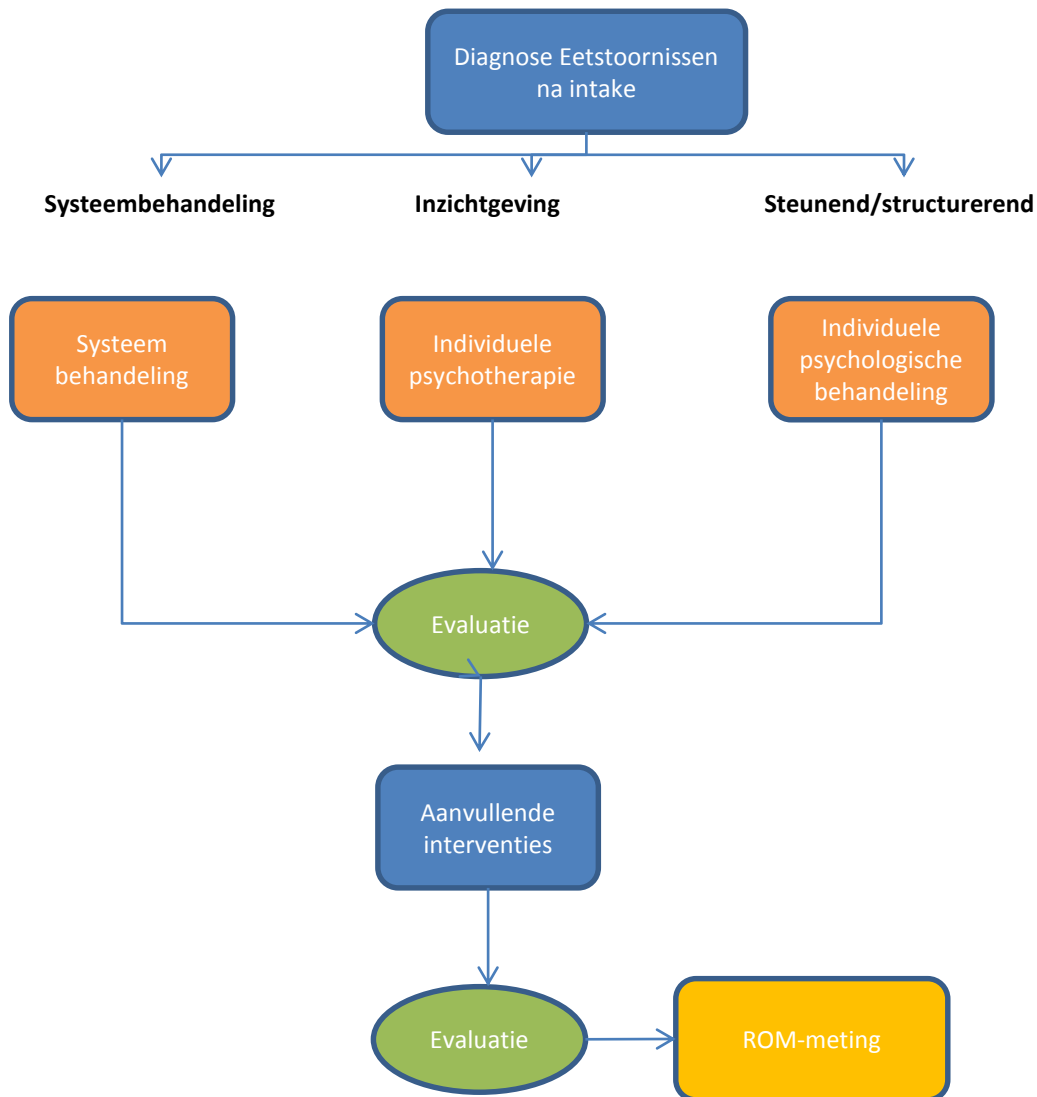 Diagnose Eetstoornissen
na intake
Systeembehandeling
Inzichtgeving
Steunend/structurerend
Systeem
behandeling
Individuele
psychotherapie
Individuele
psychologische
behandeling
Evaluatie
Aanvullende
interventies
Evaluatie
ROM-meting